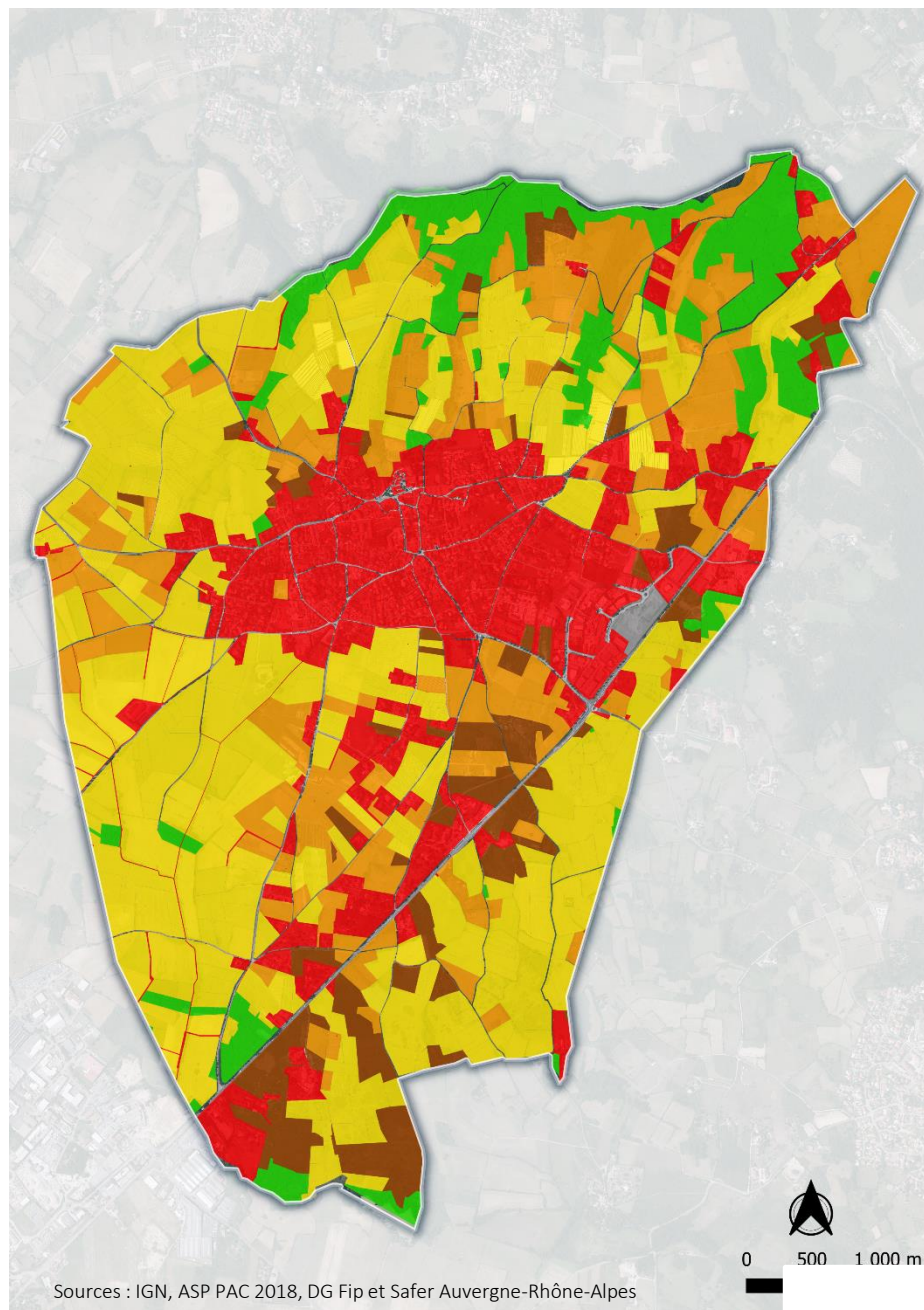 0 500 1 000 m
Sources : IGN, ASP PAC 2018, DG Fip et Safer Auvergne-Rhône-Alpes